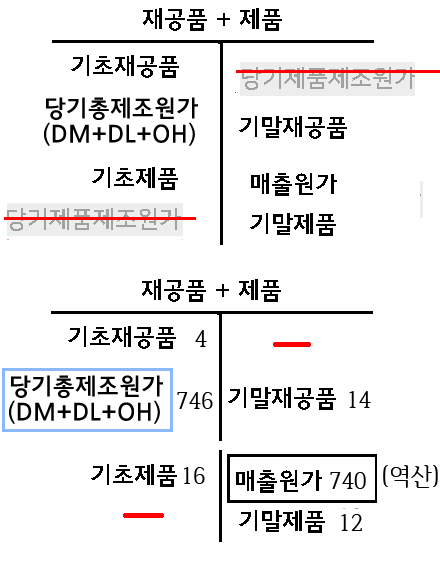 재공품 + 제품
기초재공품
당기제품제조원가
당기총제조원가
(DM+DL+OH)
기말재공품
기초제품
매출원가
당기제품제조원가
기말제품
재공품 + 제품
기초재공품 4
당기총제조원가
(DM+DL+OH) 746
기말재공품 14
기초제품 16
매출원가 740 (역산)
기말제품 12